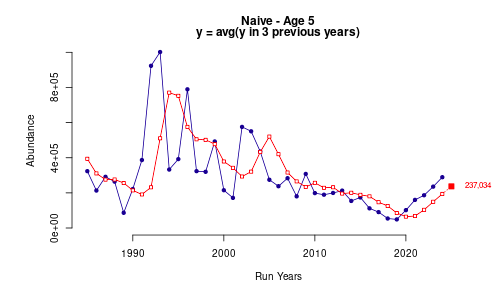 Naive - Age 5
y = avg(y in 3 previous years)
Abundance
8e+05
4e+05
0e+00
237,034
1990 2000 2010 2020
Run Years